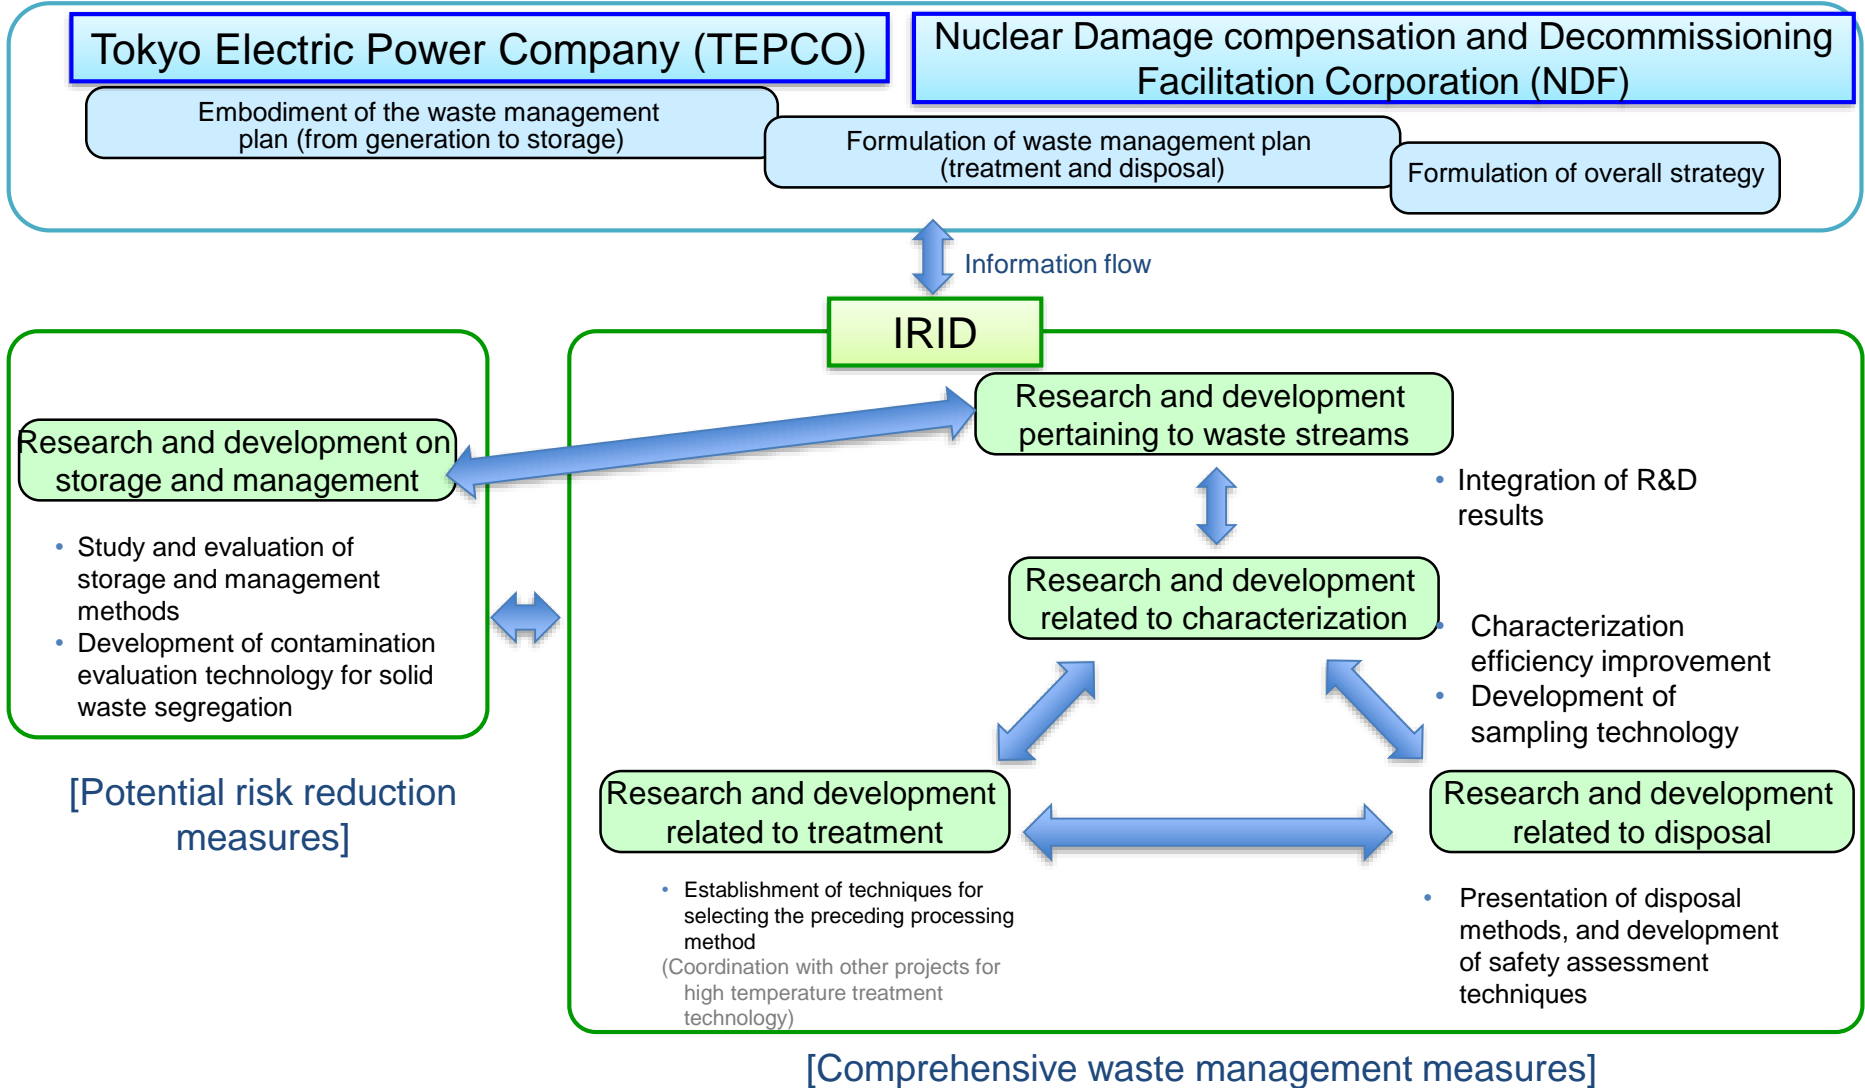 Tokyo Electric Power Company (TEPCO)
Nuclear Damage compensation and Decommissioning
Facilitation Corporation (NDF)
Embodiment of the waste management
plan (from generation to storage)
Formulation of waste management plan
(treatment and disposal)
Formulation of overall strategy
Information flow
IRID
Research and development on
storage and management
• Study and evaluation of
storage and management
methods
• Development of contamination
evaluation technology for solid
waste segregation
[Potential risk reduction
measures]
Research and development
pertaining to waste streams
• Integration of R&D
results
Research and development
related to characterization
• Characterization
efficiency improvement
• Development of
sampling technology
Research and development
related to treatment
• Establishment of techniques for
selecting the preceding processing
method
(Coordination with other projects for
high temperature treatment
technology)
Research and development
related to disposal
• Presentation of disposal
methods, and development
of safety assessment
techniques
[Comprehensive waste management measures]